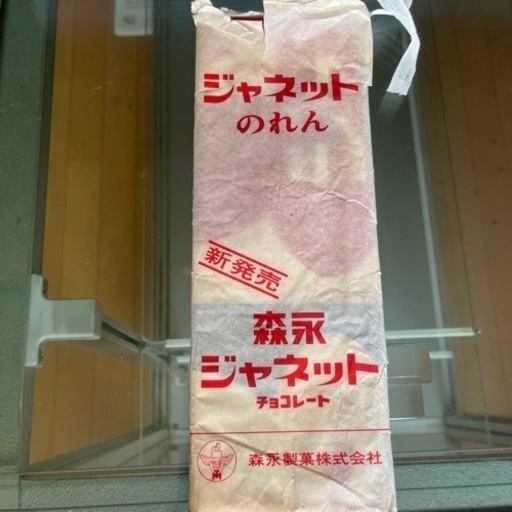 ジャネット
のれん
新発売
森永
ジャネット
チョコレート
森永製菓株式会社